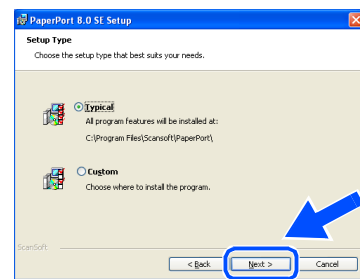 PaperPort 8.0 SE Setup
Setup Type
Choose the setup type that best suits your needs.
Typical
All program features will be installed at:
C:\Program Files\Scansoft\PaperPort\
Custom
Choose where to install the program.
ScanSoft
< Back Next > Cancel